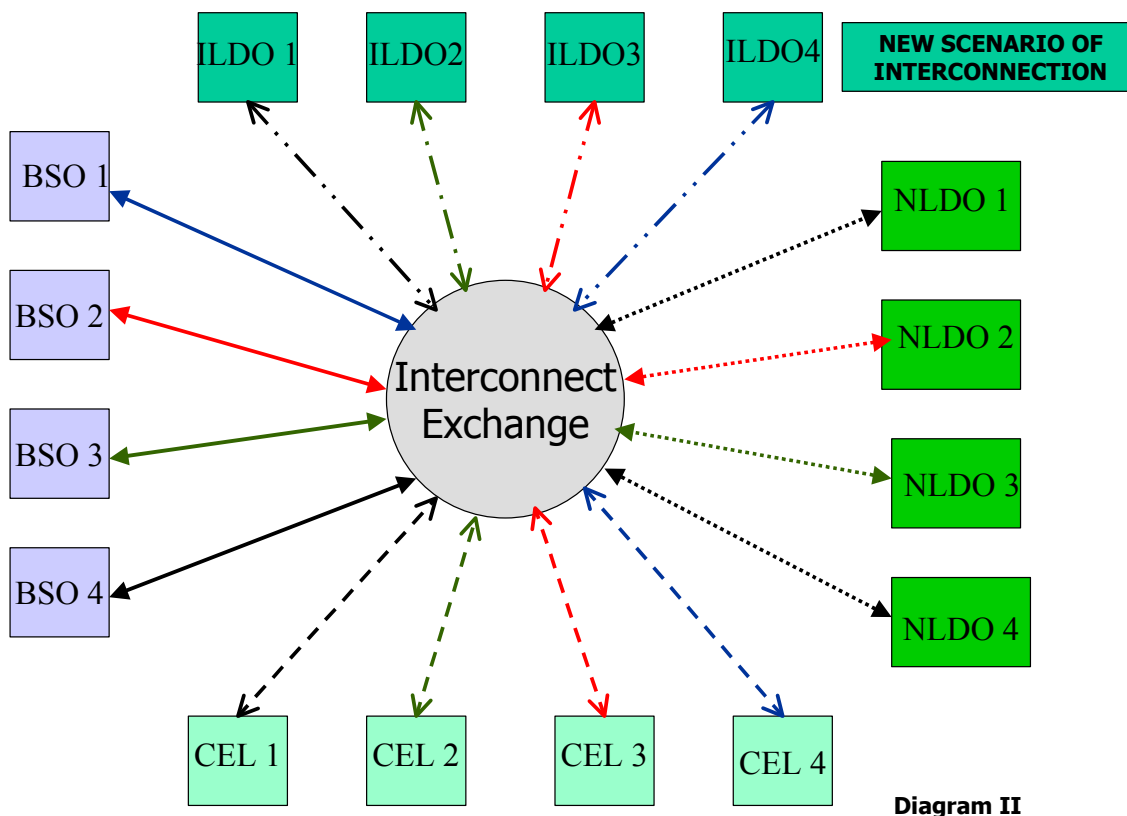 ILDO 1
ILDO2
ILDO3
ILDO4
NEW SCENARIO OF
INTERCONNECTION
BSO 1
BSO 2
BSO 3
BSO 4
Interconnect
Exchange
NLDO 1
NLDO 2
NLDO 3
NLDO 4
CEL 1
CEL 2
CEL 3
CEL 4
Diagram II